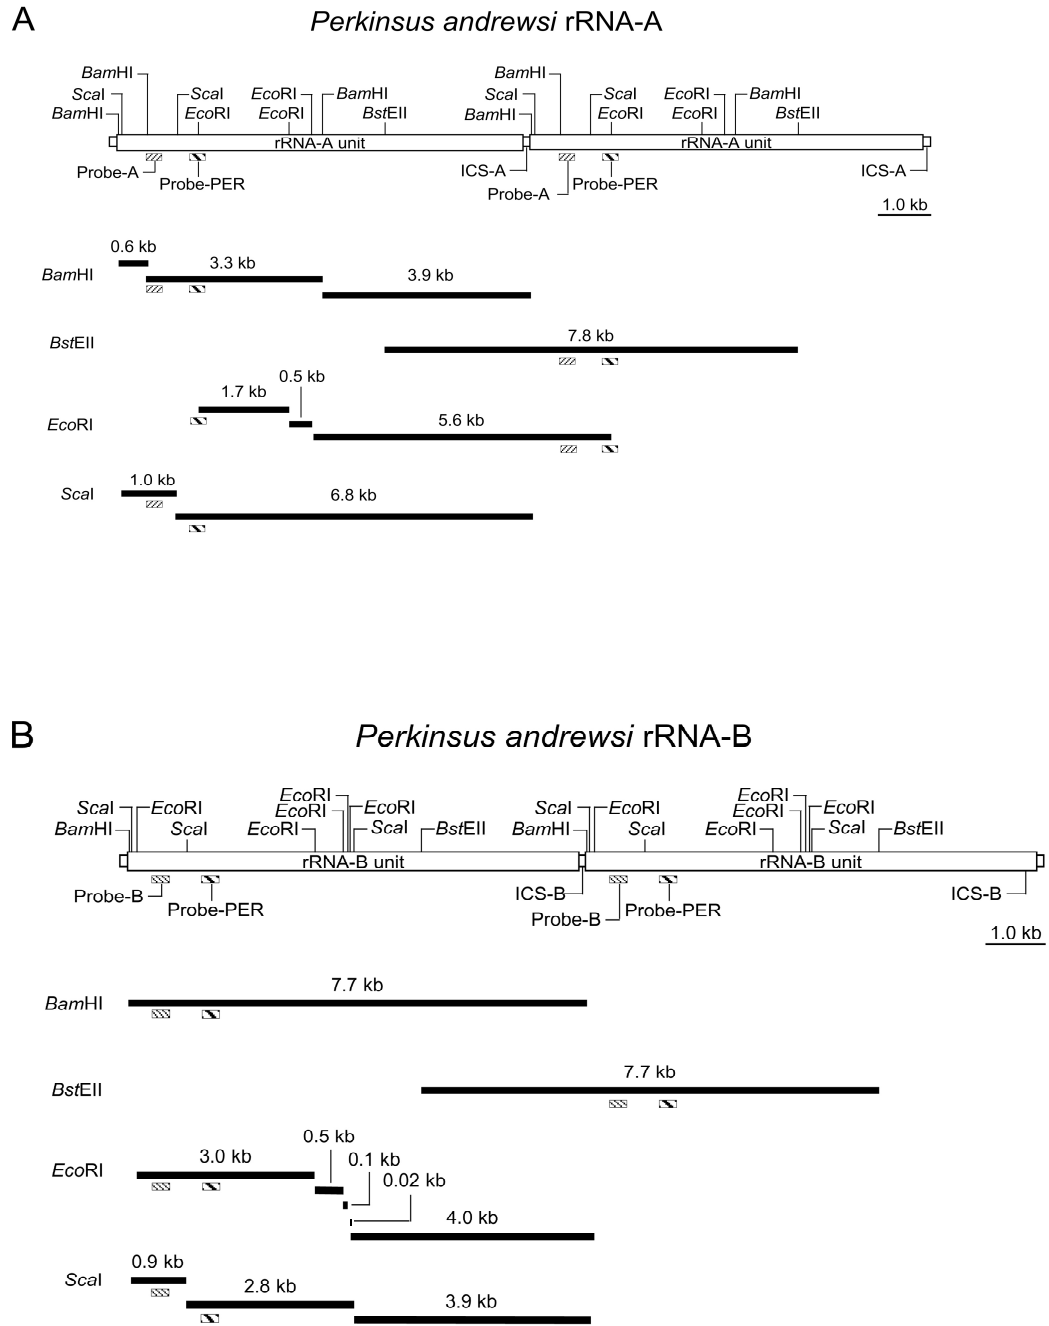 A
Perkinsus andrewsi rRNA-A
BamHI BamHI
ScaI ScaI EcoRI BamHI ScaI ScaI EcoRI BamHI
BamHI EcoRI EcoRI BstEII BamHI EcoRI EcoRI BstEII
rRNA-A unit rRNA-A unit
Probe-A Probe-PER ICS-A Probe-A Probe-PER ICS-A
1.0 kb
0.6 kb
BamHI 3.3 kb 3.9 kb
BstEII 7.8 kb
0.5 kb
1.7 kb
EcoRI 5.6 kb
1.0 kb
ScaI 6.8 kb
B
Perkinsus andrewsi rRNA-B
EcoRI EcoRI
ScaI EcoRI EcoRI EcoRI ScaI EcoRI EcoRI EcoRI
BamHI ScaI EcoRI ScaI BstEII BamHI ScaI EcoRI ScaI BstEII
rRNA-B unit rRNA-B unit
Probe-B Probe-PER ICS-B Probe-B Probe-PER ICS-B
1.0 kb
7.7 kb
BamHI
7.7 kb
BstEII
0.5 kb
3.0 kb 0.1 kb
EcoRI 0.02 kb
4.0 kb
0.9 kb
ScaI 2.8 kb
3.9 kb